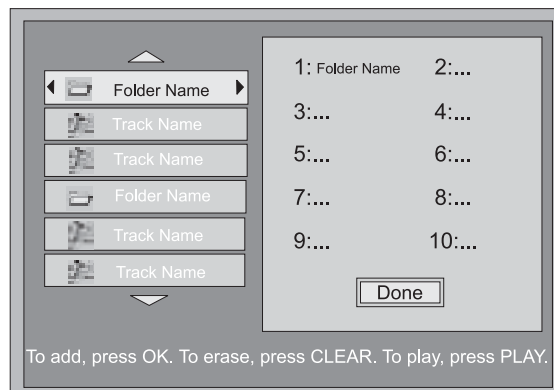 Folder Name
Track Name
Track Name
Folder Name
Track Name
Track Name
1: Folder Name 2:...
3:... 4:...
5:... 6:...
7:... 8:...
9:... 10:...
Done
To add, press OK. To erase, press CLEAR. To play, press PLAY.